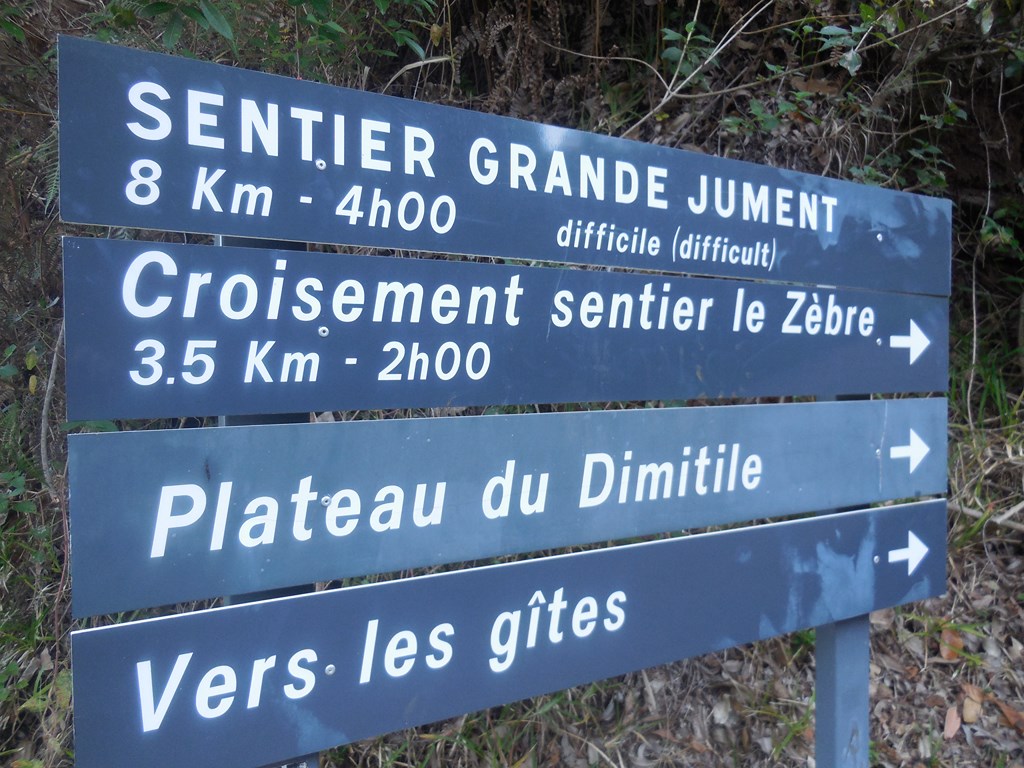 SENTIER GRANDE JUMENT
8 Km - 4h00 difficile (difficult)
Croisement sentier le Zèbre
3.5 Km - 2h00
Plateau du Dimitile
Vers les gîtes